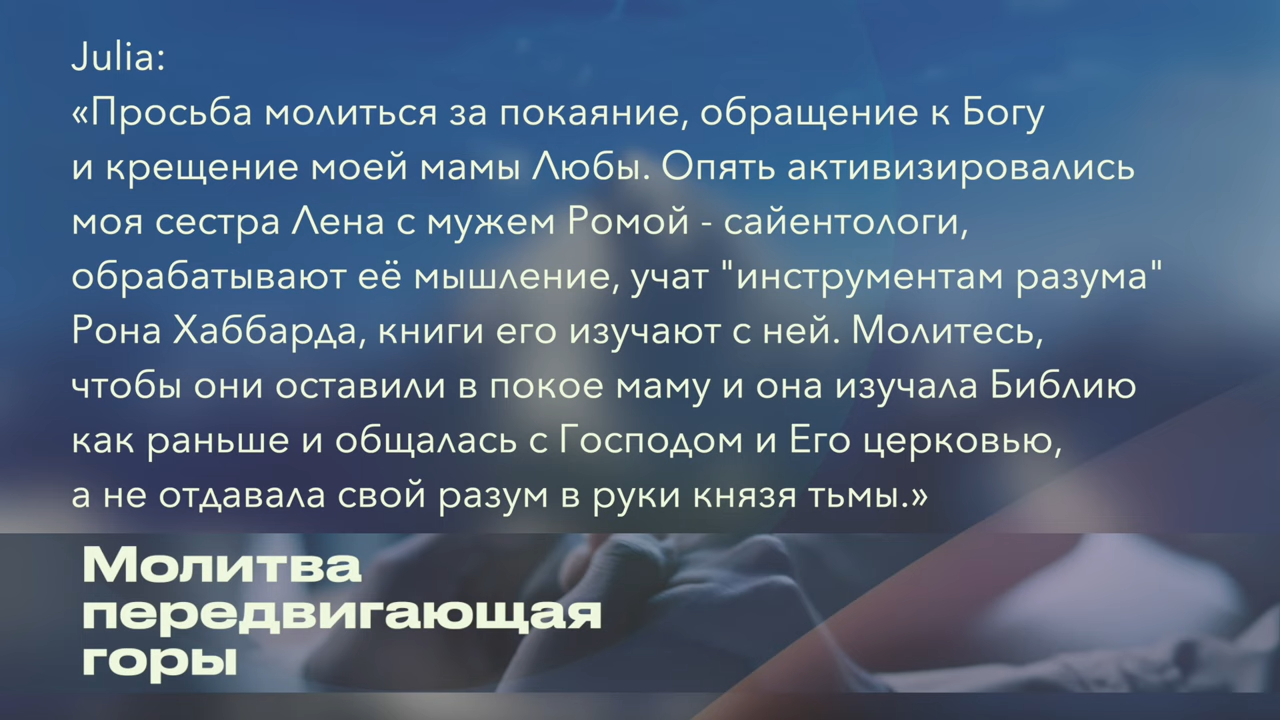 Julia:
«Просьба молиться за покаяние, обращение к Богу
и крещение моей мамы Любы. Опять активизировались
моя сестра Лена с мужем Ромой - сайентологи,
обрабатывают её мышление, учат "инструментам разума"
Рона Хаббарда, книги его изучают с ней. Молитесь,
чтобы они оставили в покое маму и она изучала Библию
как раньше и общалась с Господом и Его церковью,
а не отдавала свой разум в руки князя тьмы.»
Молитва
передвигающая
горы